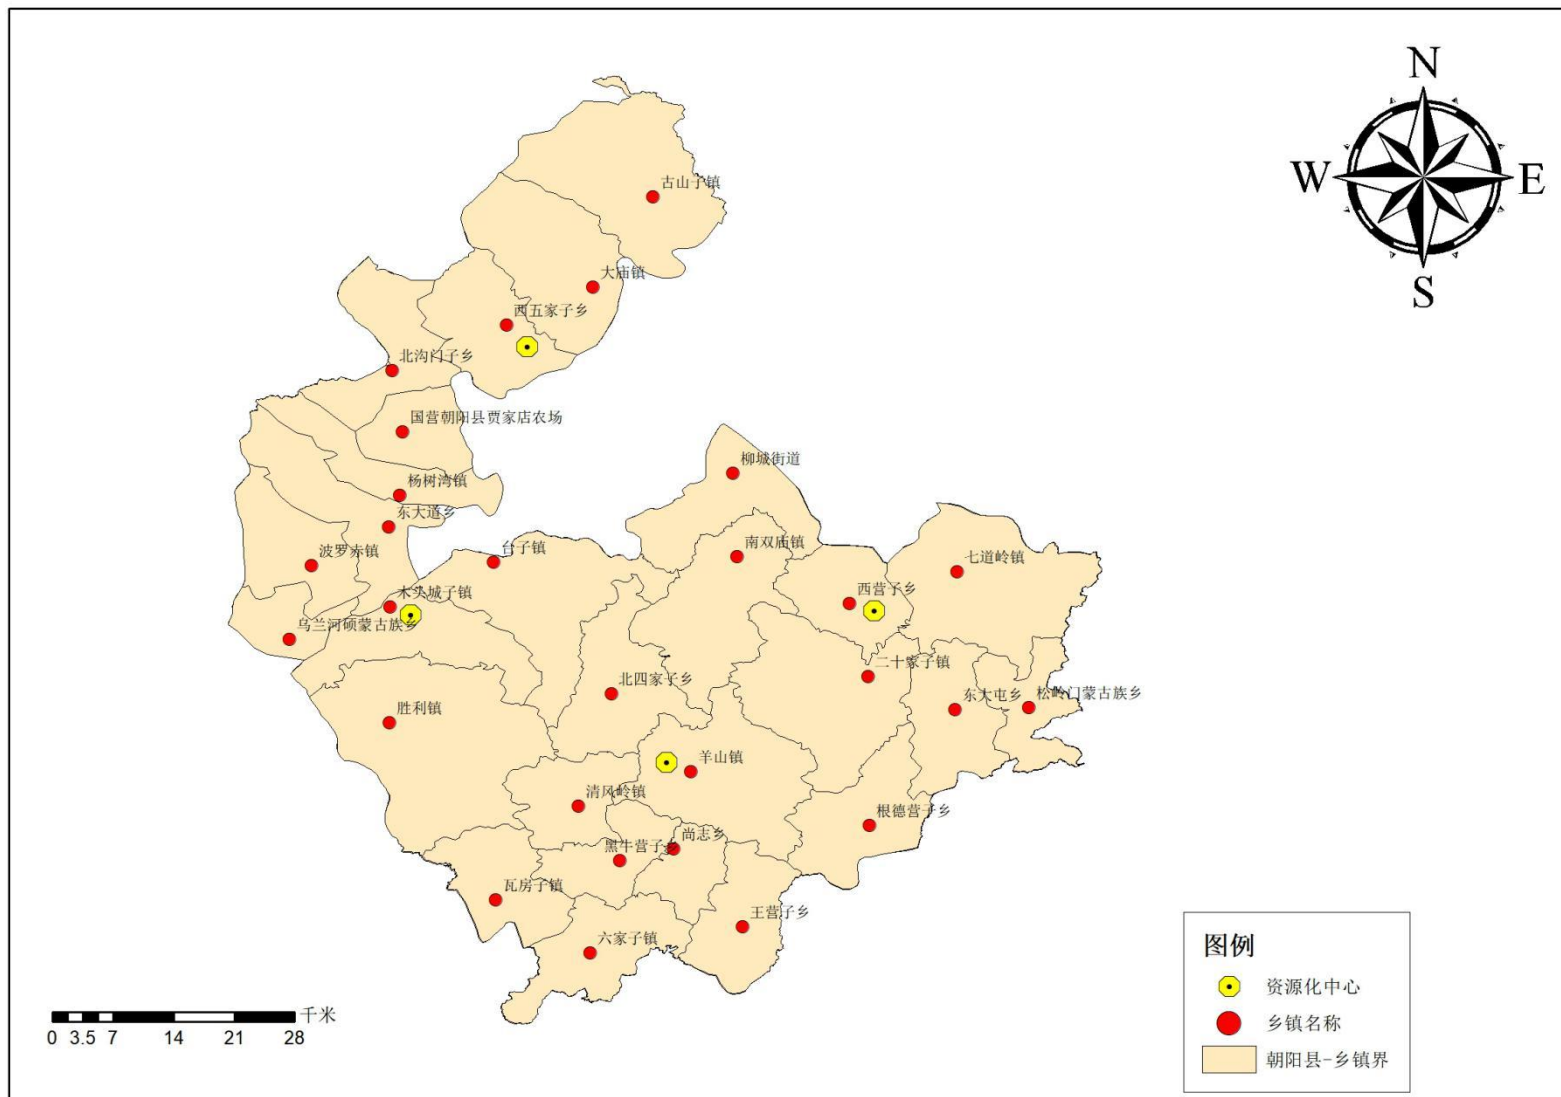 N
W
E
S
古山子镇
大庙镇
西五家子乡
北沟门子乡
国营朝阳县贾家店农场
柳城街道
杨树湾镇
东大道乡
台子镇
南双庙镇
波罗赤镇
七道岭镇
木头城子镇
西营子乡
乌兰河硕蒙古族乡
二十家子镇
北四家子乡
东大屯乡
松岭门蒙古族乡
胜利镇
羊山镇
清风岭镇
根德营子乡
尚志乡
黑牛营子乡
瓦房子镇
王营子乡
六家子镇
图例
资源化中心
乡镇名称
朝阳县-乡镇界
千米
0 3.5 7 14 21 28